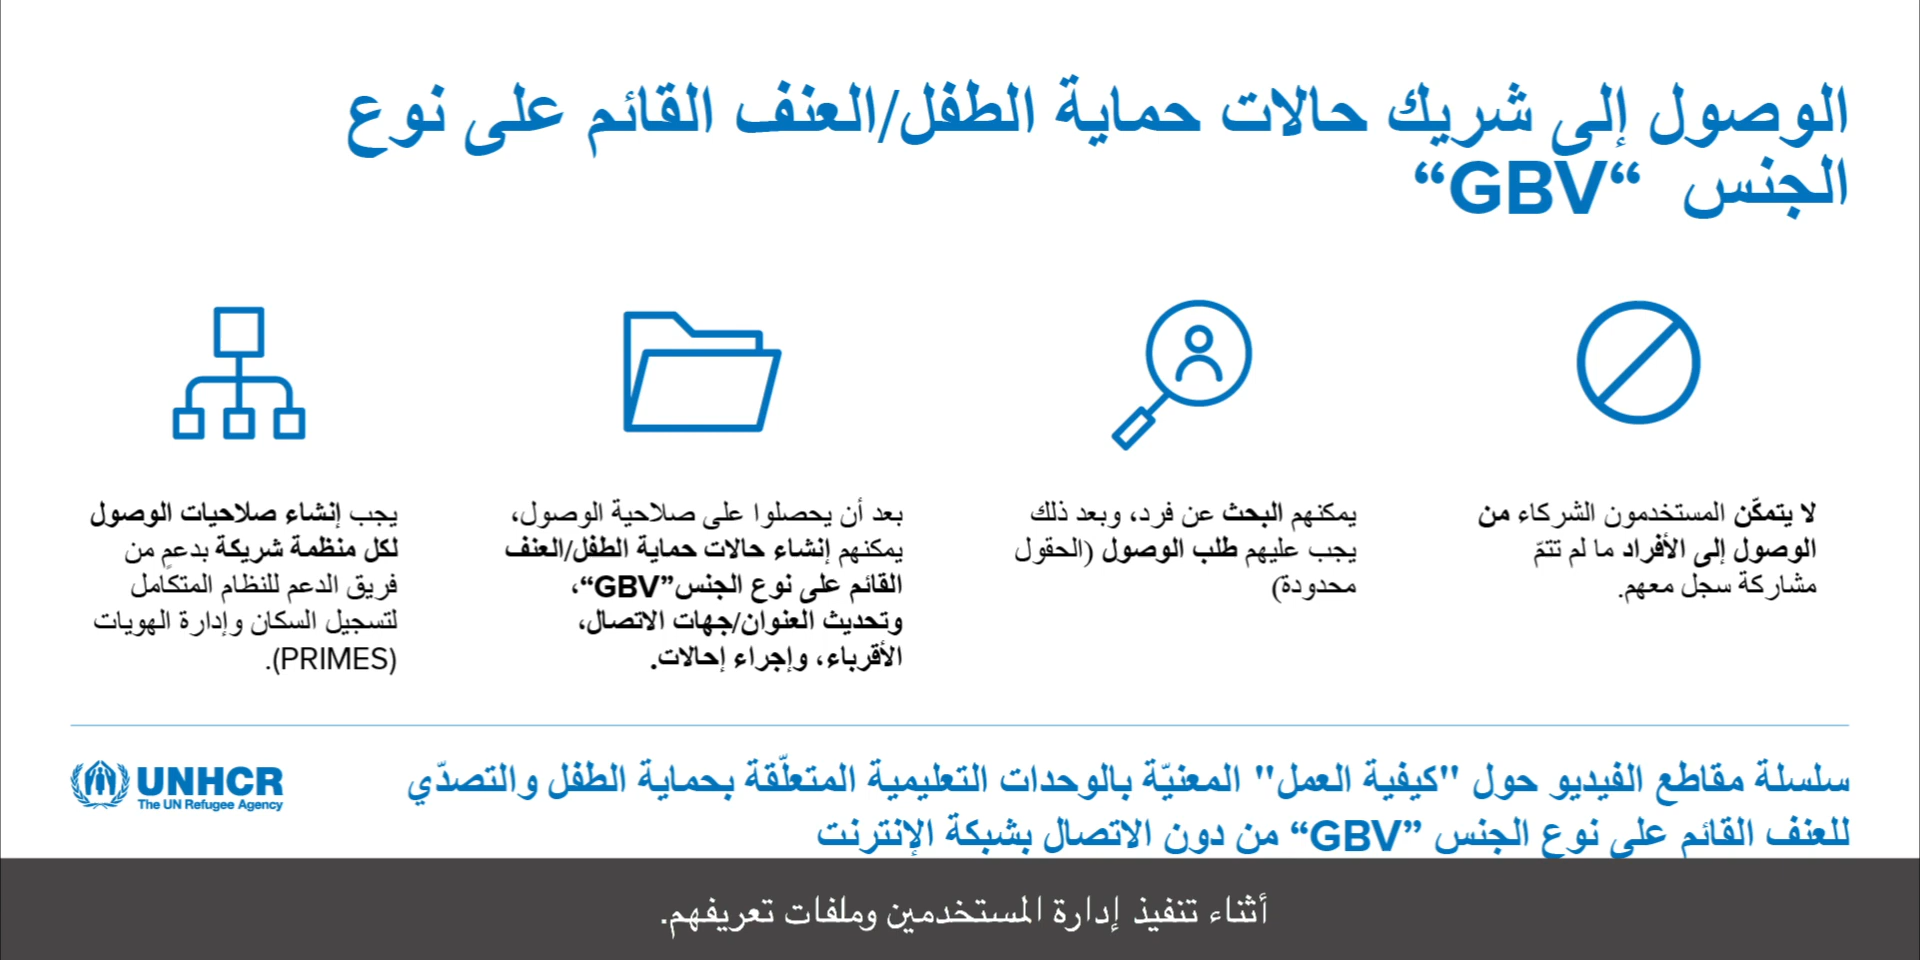 الوصول إلى شريك حالات حماية الطفل/العنف القائم على نوع
الجنس “GBV“
لا يتمكّن المستخدمون الشركاء من
الوصول إلى الأفراد ما لم تتمّ
مشاركة سجل معهم.
يمكنهم البحث عن فرد، وبعد ذلك
يجب عليهم طلب الوصول (الحقول
محدودة)
بعد أن يحصلوا على صلاحية الوصول،
يمكنهم إنشاء حالات حماية الطفل/العنف
القائم على نوع الجنس”GBV“،
وتحديث العنوان/جهات الاتصال،
الأقرباء، وإجراء إحالات.
يجب إنشاء صلاحيات الوصول
لكل منظمة شريكة بدعمٍ من
فريق الدعم للنظام المتكامل
لتسجيل السكان وإدارة الهويات
(PRIMES).
سلسلة مقاطع الفيديو حول "كيفية العمل" المعنيّة بالوحدات التعليمية المتعلّقة بحماية الطفل والتصدّي
للعنف القائم على نوع الجنس ”GBV“ من دون الاتصال بشبكة الإنترنت
UNHCR
The UN Refugee Agency
أثناء تنفيذ إدارة المستخدمين وملفات تعريفهم.